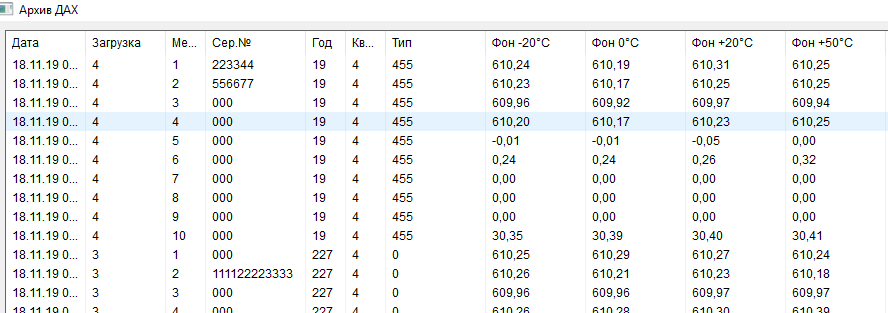 Архив ДАХ
Дата Загрузка Ме... Сер.№ Год Кв... Тип Фон -20°C Фон 0°C Фон +20°C Фон +50°C
18.11.19 0... 4 1 223344 19 4 455 610,24 610,19 610,31 610,25
18.11.19 0... 4 2 556677 19 4 455 610,23 610,17 610,25 610,25
18.11.19 0... 4 3 000 19 4 455 609,96 609,92 609,97 609,94
18.11.19 0... 4 4 000 19 4 455 610,20 610,17 610,23 610,25
18.11.19 0... 4 5 000 19 4 455 -0,01 -0,01 -0,05 0,00
18.11.19 0... 4 6 000 19 4 455 0,24 0,24 0,26 0,32
18.11.19 0... 4 7 000 19 4 455 0,00 0,00 0,00 0,00
18.11.19 0... 4 8 000 19 4 455 0,00 0,00 0,00 0,00
18.11.19 0... 4 9 000 19 4 455 0,00 0,00 0,00 0,00
18.11.19 0... 4 10 000 19 4 455 30,35 30,39 30,40 30,41
18.11.19 0... 3 1 000 227 4 0 610,25 610,29 610,27 610,24
18.11.19 0... 3 2 111122223333 227 4 0 610,26 610,21 610,23 610,18
18.11.19 0... 3 3 000 227 4 0 609,96 609,96 609,97 609,97
18.11.19 0... 3 4 000 227 4 0 610,26 610,28 610,30 610,39